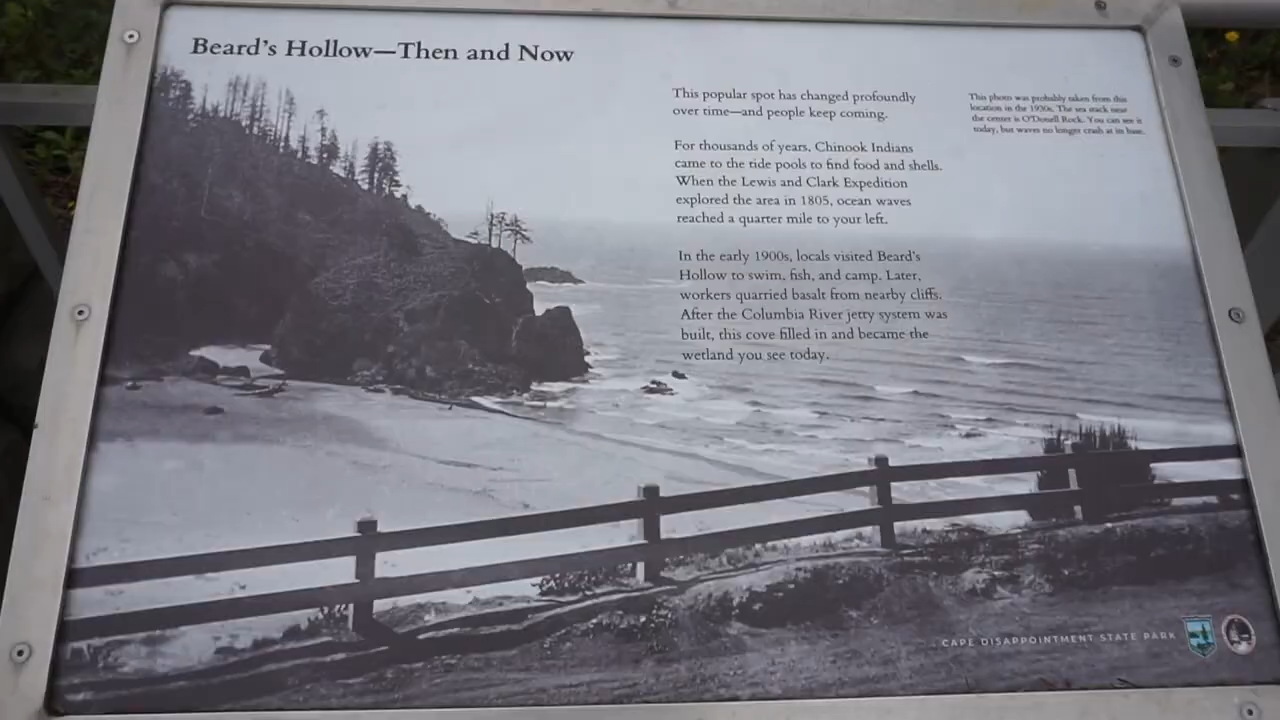 Beard's Hollow—Then and Now
This popular spot has changed profoundly
over time—and people keep coming.
For thousands of years, Chinook Indians
came to the tide pools to find food and shells.
When the Lewis and Clark Expedition
explored the area in 1805, ocean waves
reached a quarter mile to your left.
In the early 1900s, locals visited Beard's
Hollow to swim, fish, and camp. Later,
workers quarried basalt from nearby cliffs.
After the Columbia River jetty system was
built, this cove filled in and became the
wetland you see today.
This photo was probably taken from this
location in the 1930s. The sea stack near
the center is O'Donell Rock. You can see it
today, but waves no longer crash at its base.
CAPE DISAPPOINTMENT STATE PARK